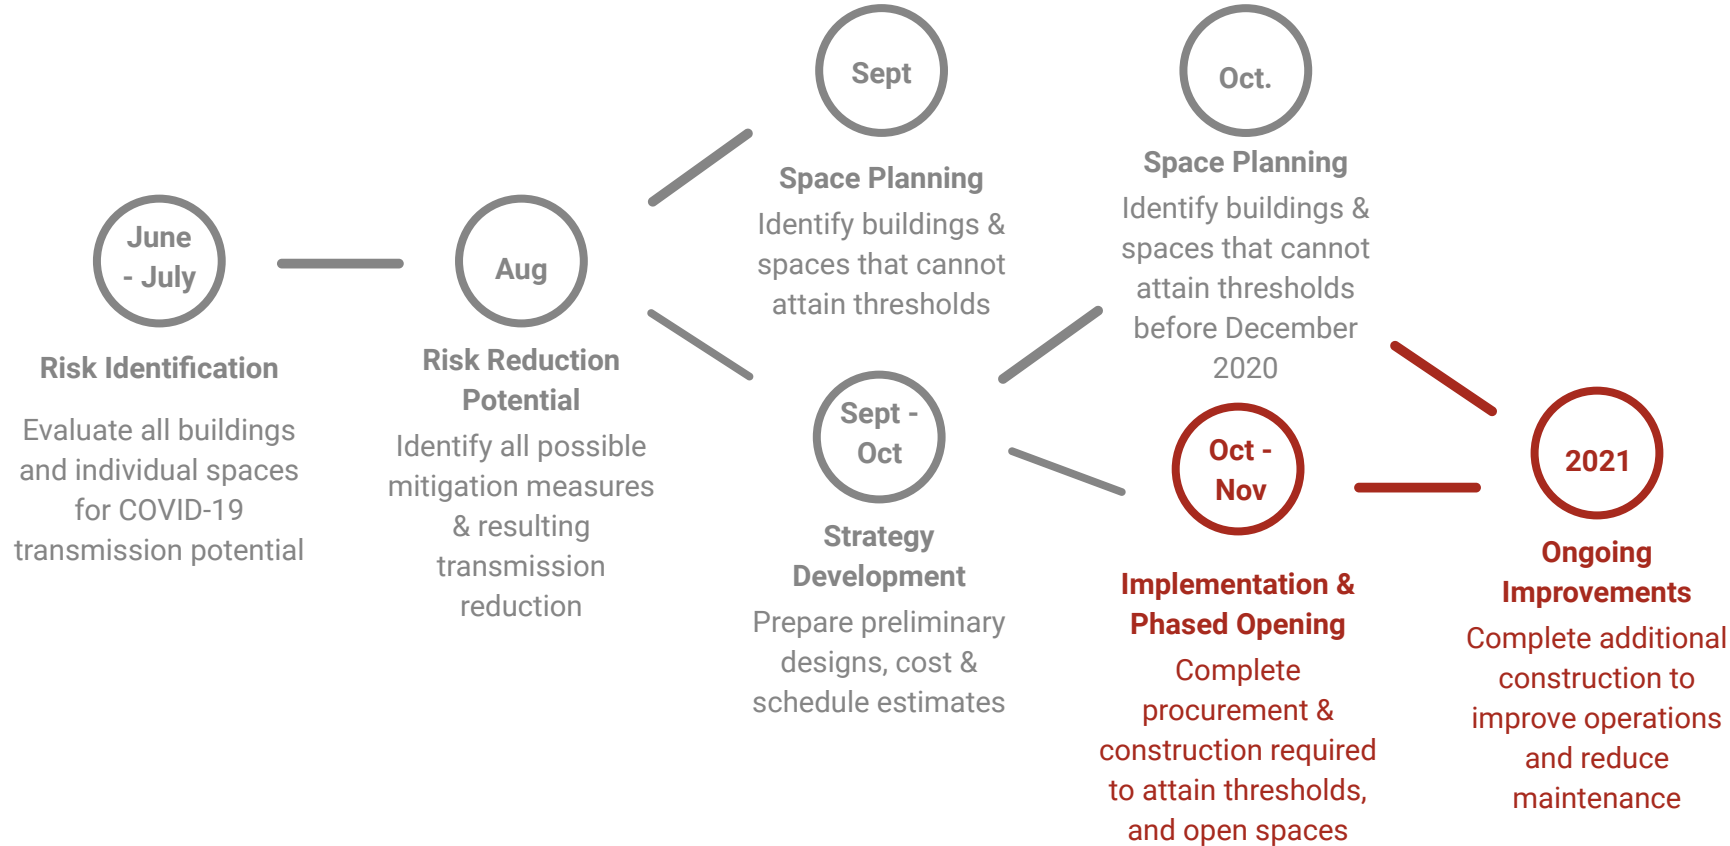 June
- July
Risk Identification
Evaluate all buildings
and individual spaces
for COVID-19
transmission potential
Aug
Risk Reduction
Potential
Identify all possible
mitigation measures
& resulting
transmission
reduction
Sept
Space Planning
Identify buildings &
spaces that cannot
attain thresholds
Sept -
Oct
Strategy
Development
Prepare preliminary
designs, cost &
schedule estimates
Oct.
Space Planning
Identify buildings &
spaces that cannot
attain thresholds
before December
2020
Oct -
Nov
Implementation &
Phased Opening
Complete
procurement &
construction required
to attain thresholds,
and open spaces
2021
Ongoing
Improvements
Complete additional
construction to
improve operations
and reduce
maintenance